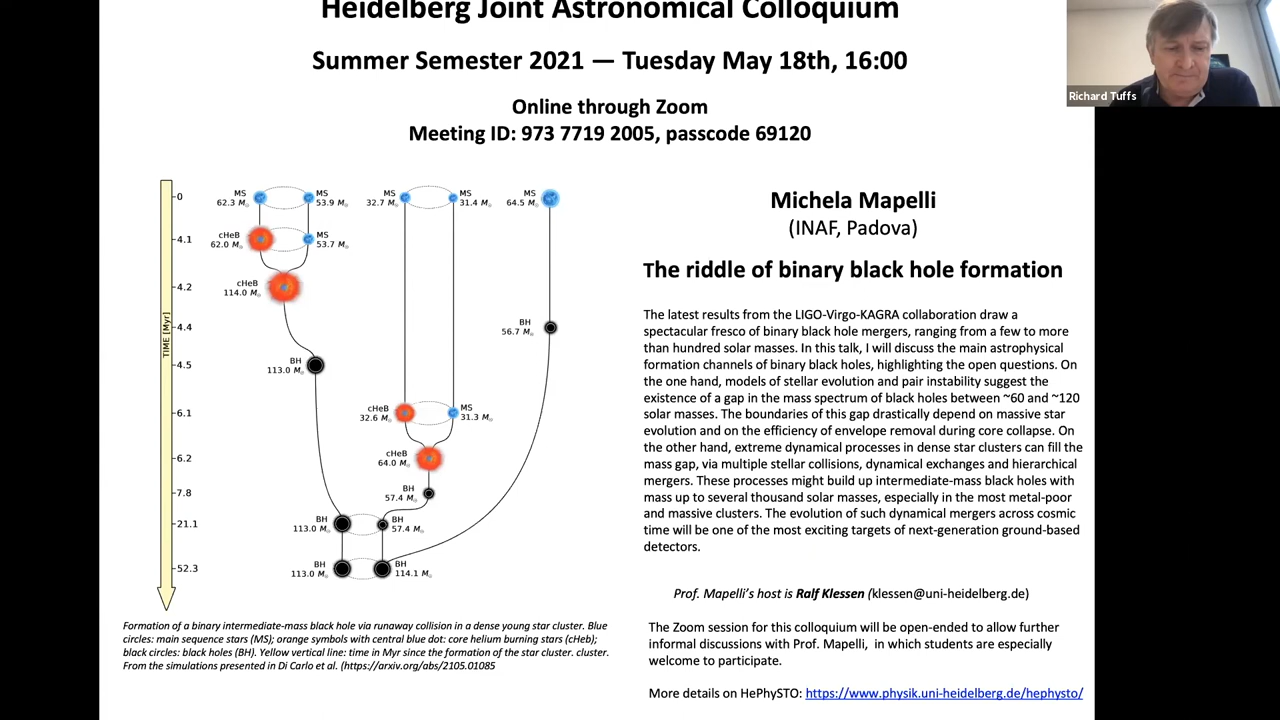 Heidelberg Joint Astronomical Colloquium
Summer Semester 2021 — Tuesday May 18th, 16:00
Online through Zoom
Meeting ID: 973 7719 2005, passcode 69120
Richard Tuffs
TIME [Myr]
0
4.1
4.2
4.4
4.5
6.1
6.2
7.8
21.1
52.3
MS
62.3 M⊙
MS
53.9 M⊙
MS
32.7 M⊙
MS
31.4 M⊙
MS
64.5 M⊙
cHeB
62.0 M⊙
MS
53.7 M⊙
cHeB
114.0 M⊙
BH
56.7 M⊙
BH
113.0 M⊙
cHeB
32.6 M⊙
MS
31.3 M⊙
cHeB
64.0 M⊙
BH
57.4 M⊙
BH
113.0 M⊙
BH
57.4 M⊙
BH
113.0 M⊙
BH
114.1 M⊙
Formation of a binary intermediate-mass black hole via runaway collision in a dense young star cluster. Blue
circles: main sequence stars (MS); orange symbols with central blue dot: core helium burning stars (cHeb);
black circles: black holes (BH). Yellow vertical line: time in Myr since the formation of the star cluster. cluster.
From the simulations presented in Di Carlo et al. (https://arxiv.org/abs/2105.01085
Michela Mapelli
(INAF, Padova)
The riddle of binary black hole formation
The latest results from the LIGO-Virgo-KAGRA collaboration draw a
spectacular fresco of binary black hole mergers, ranging from a few to more
than hundred solar masses. In this talk, I will discuss the main astrophysical
formation channels of binary black holes, highlighting the open questions. On
the one hand, models of stellar evolution and pair instability suggest the
existence of a gap in the mass spectrum of black holes between ~60 and ~120
solar masses. The boundaries of this gap drastically depend on massive star
evolution and on the efficiency of envelope removal during core collapse. On
the other hand, extreme dynamical processes in dense star clusters can fill the
mass gap, via multiple stellar collisions, dynamical exchanges and hierarchical
mergers. These processes might build up intermediate-mass black holes with
mass up to several thousand solar masses, especially in the most metal-poor
and massive clusters. The evolution of such dynamical mergers across cosmic
time will be one of the most exciting targets of next-generation ground-based
detectors.
Prof. Mapelli’s host is Ralf Klessen (klessen@uni-heidelberg.de)
The Zoom session for this colloquium will be open-ended to allow further
informal discussions with Prof. Mapelli, in which students are especially
welcome to participate.
More details on HePhySTO: https://www.physik.uni-heidelberg.de/hephysto/